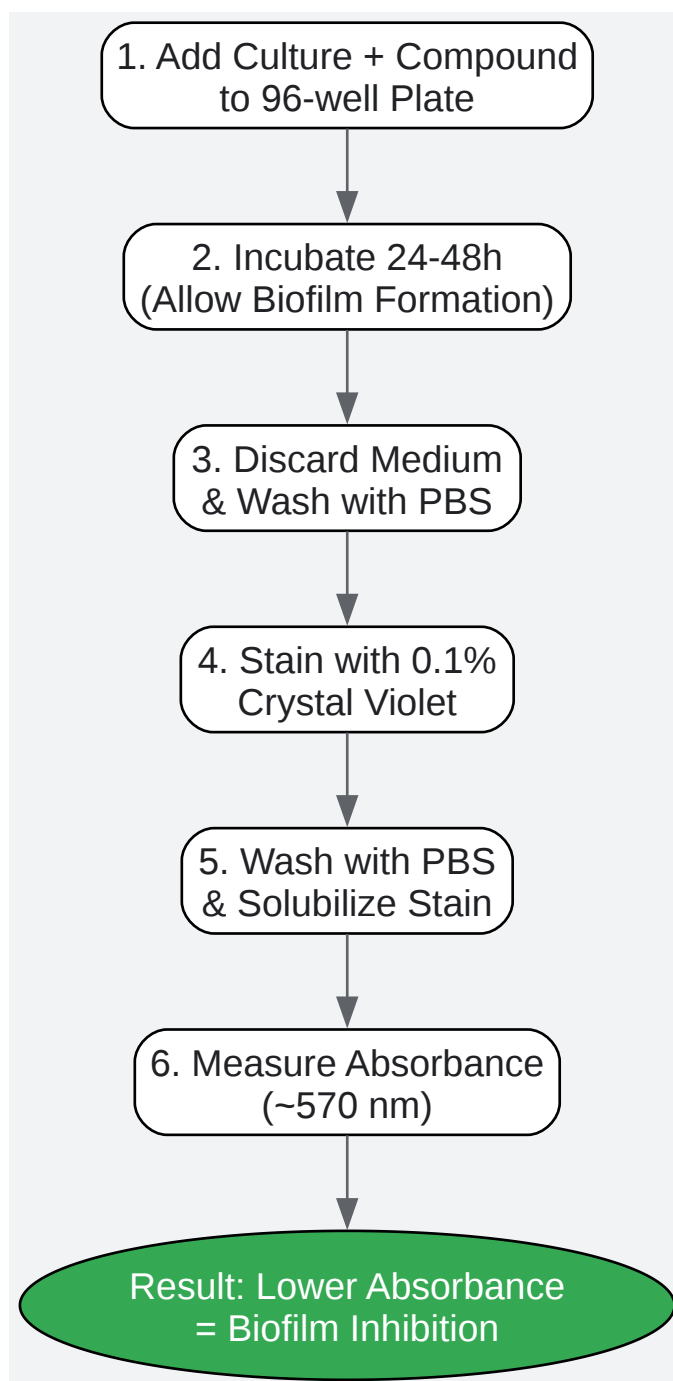 1. Add Culture + Compound
to 96-well Plate
2. Incubate 24-48h
(Allow Biofilm Formation)
3. Discard Medium
& Wash with PBS
4. Stain with 0.1%
Crystal Violet
5. Wash with PBS
& Solubilize Stain
6. Measure Absorbance
(~570 nm)
Result: Lower Absorbance
= Biofilm Inhibition